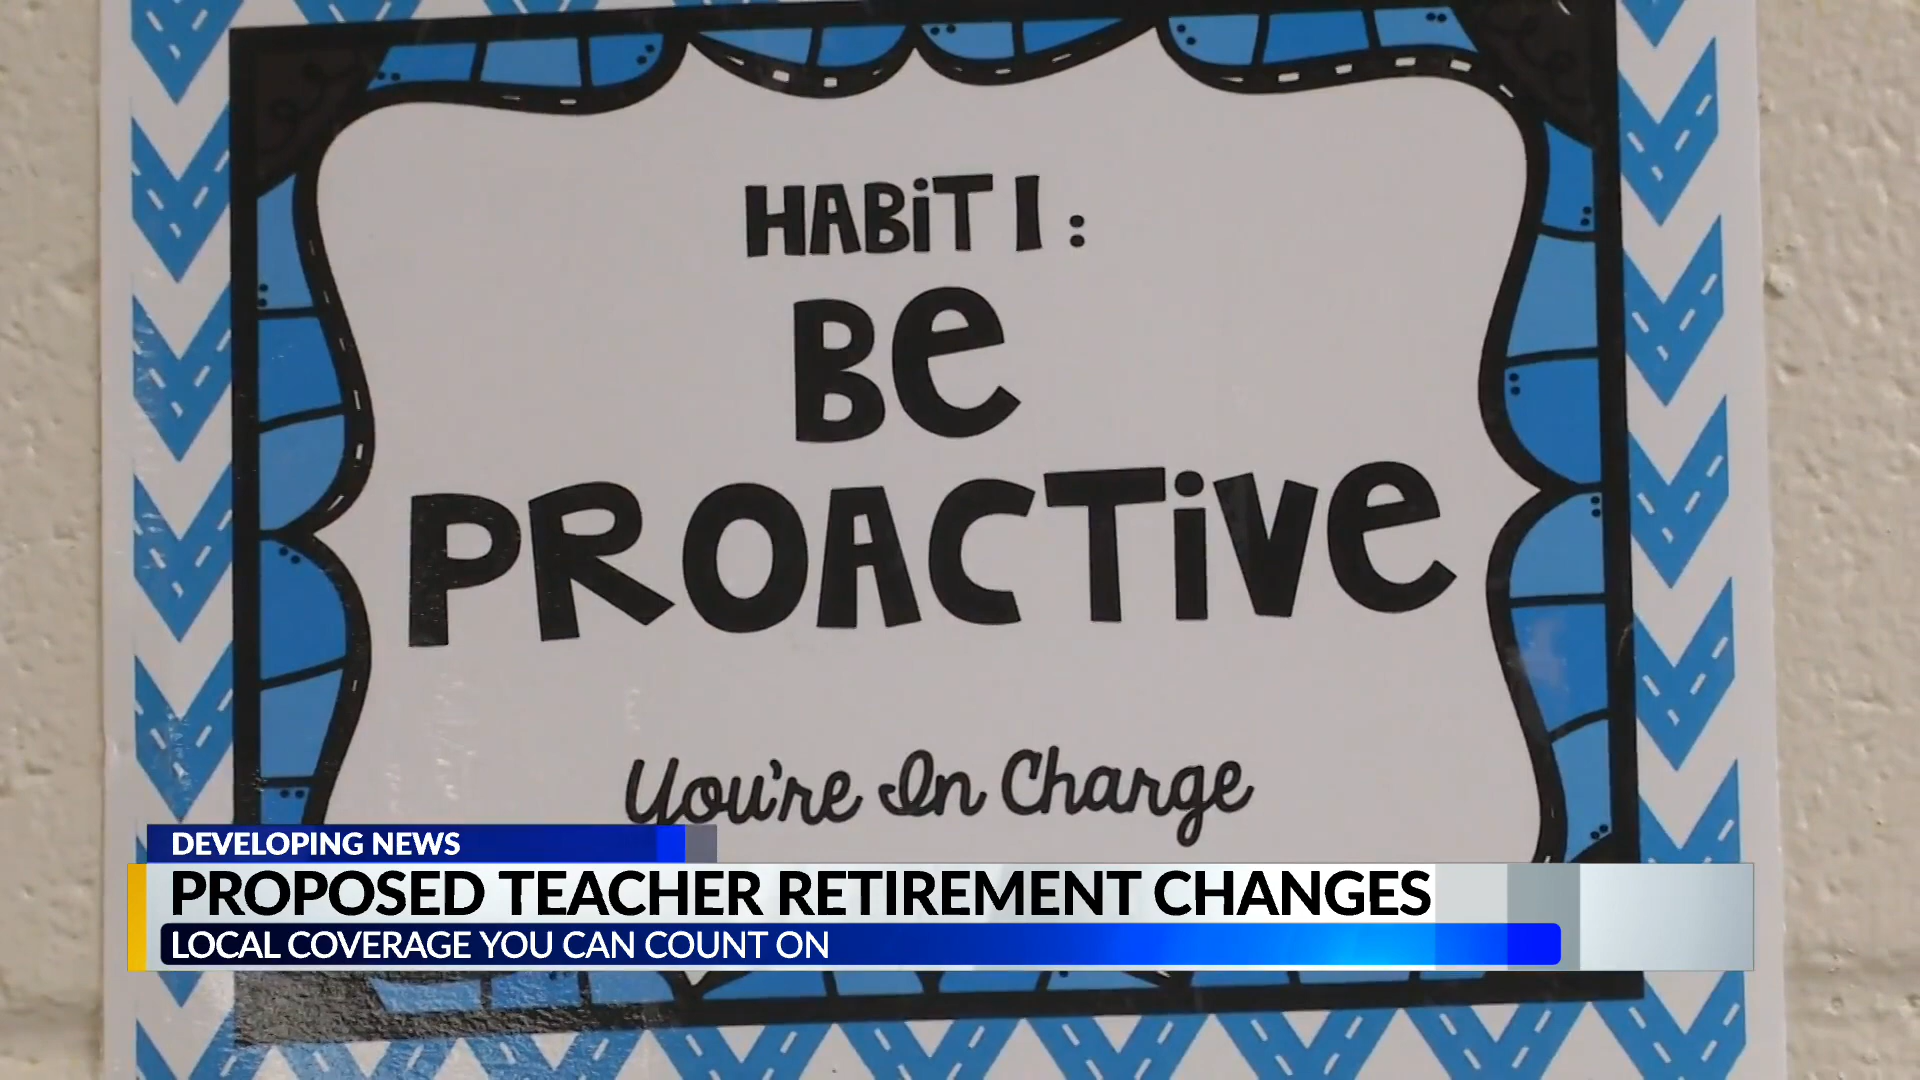 HABiT 1:
Be
PROACTiVe
You're In Charge
DEVELOPING NEWS
PROPOSED TEACHER RETIREMENT CHANGES
LOCAL COVERAGE YOU CAN COUNT ON